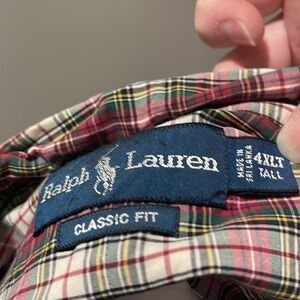 Ralph Lauren
MADE IN
SRI LANKA
4XLT
TALL
CLASSIC FIT